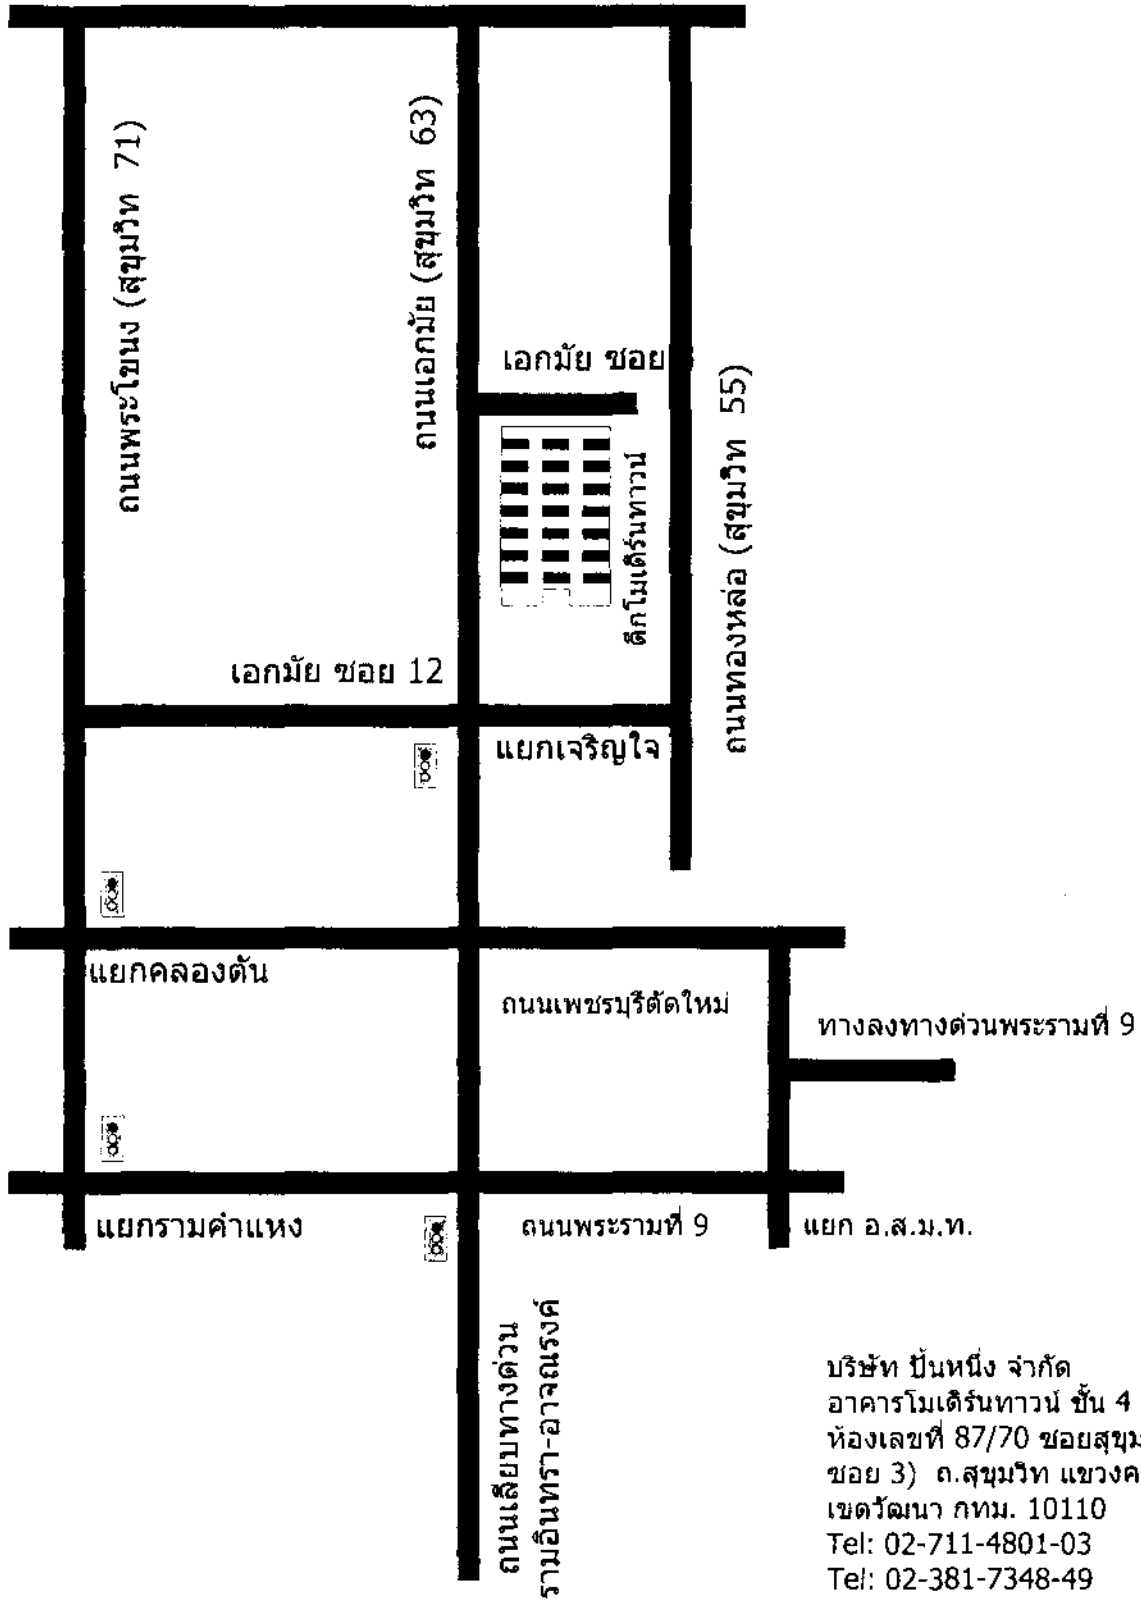 ถนนพระโขนง (สุขุมวิท 71)
ถนนเอกมัย (สุขุมวิท 63)
เอกมัย ซอย
ตึกโมเดิร์นทาวน์
ถนนทองหล่อ (สุขุมวิท 55)
เอกมัย ซอย 12
แยกเจริญใจ
แยกคลองตัน
ถนนเพชรบุรีตัดใหม่
ทางลงทางด่วนพระรามที่ 9
แยกรามคำแหง
ถนนพระรามที่ 9
แยก อ.ส.ม.ท.
ถนนเลียบทางด่วน
รามอินทรา-อาจณรงค์
บริษัท ปั้นหนึ่ง จำกัด
อาคารโมเดิร์นทาวน์ ชั้น 4
ห้องเลขที่ 87/70
ซอย 3) ถ.สุขุมวิท
เขตวัฒนา กทม. 10110
Tel: 02-711-4801-03
Tel: 02-381-7348-49